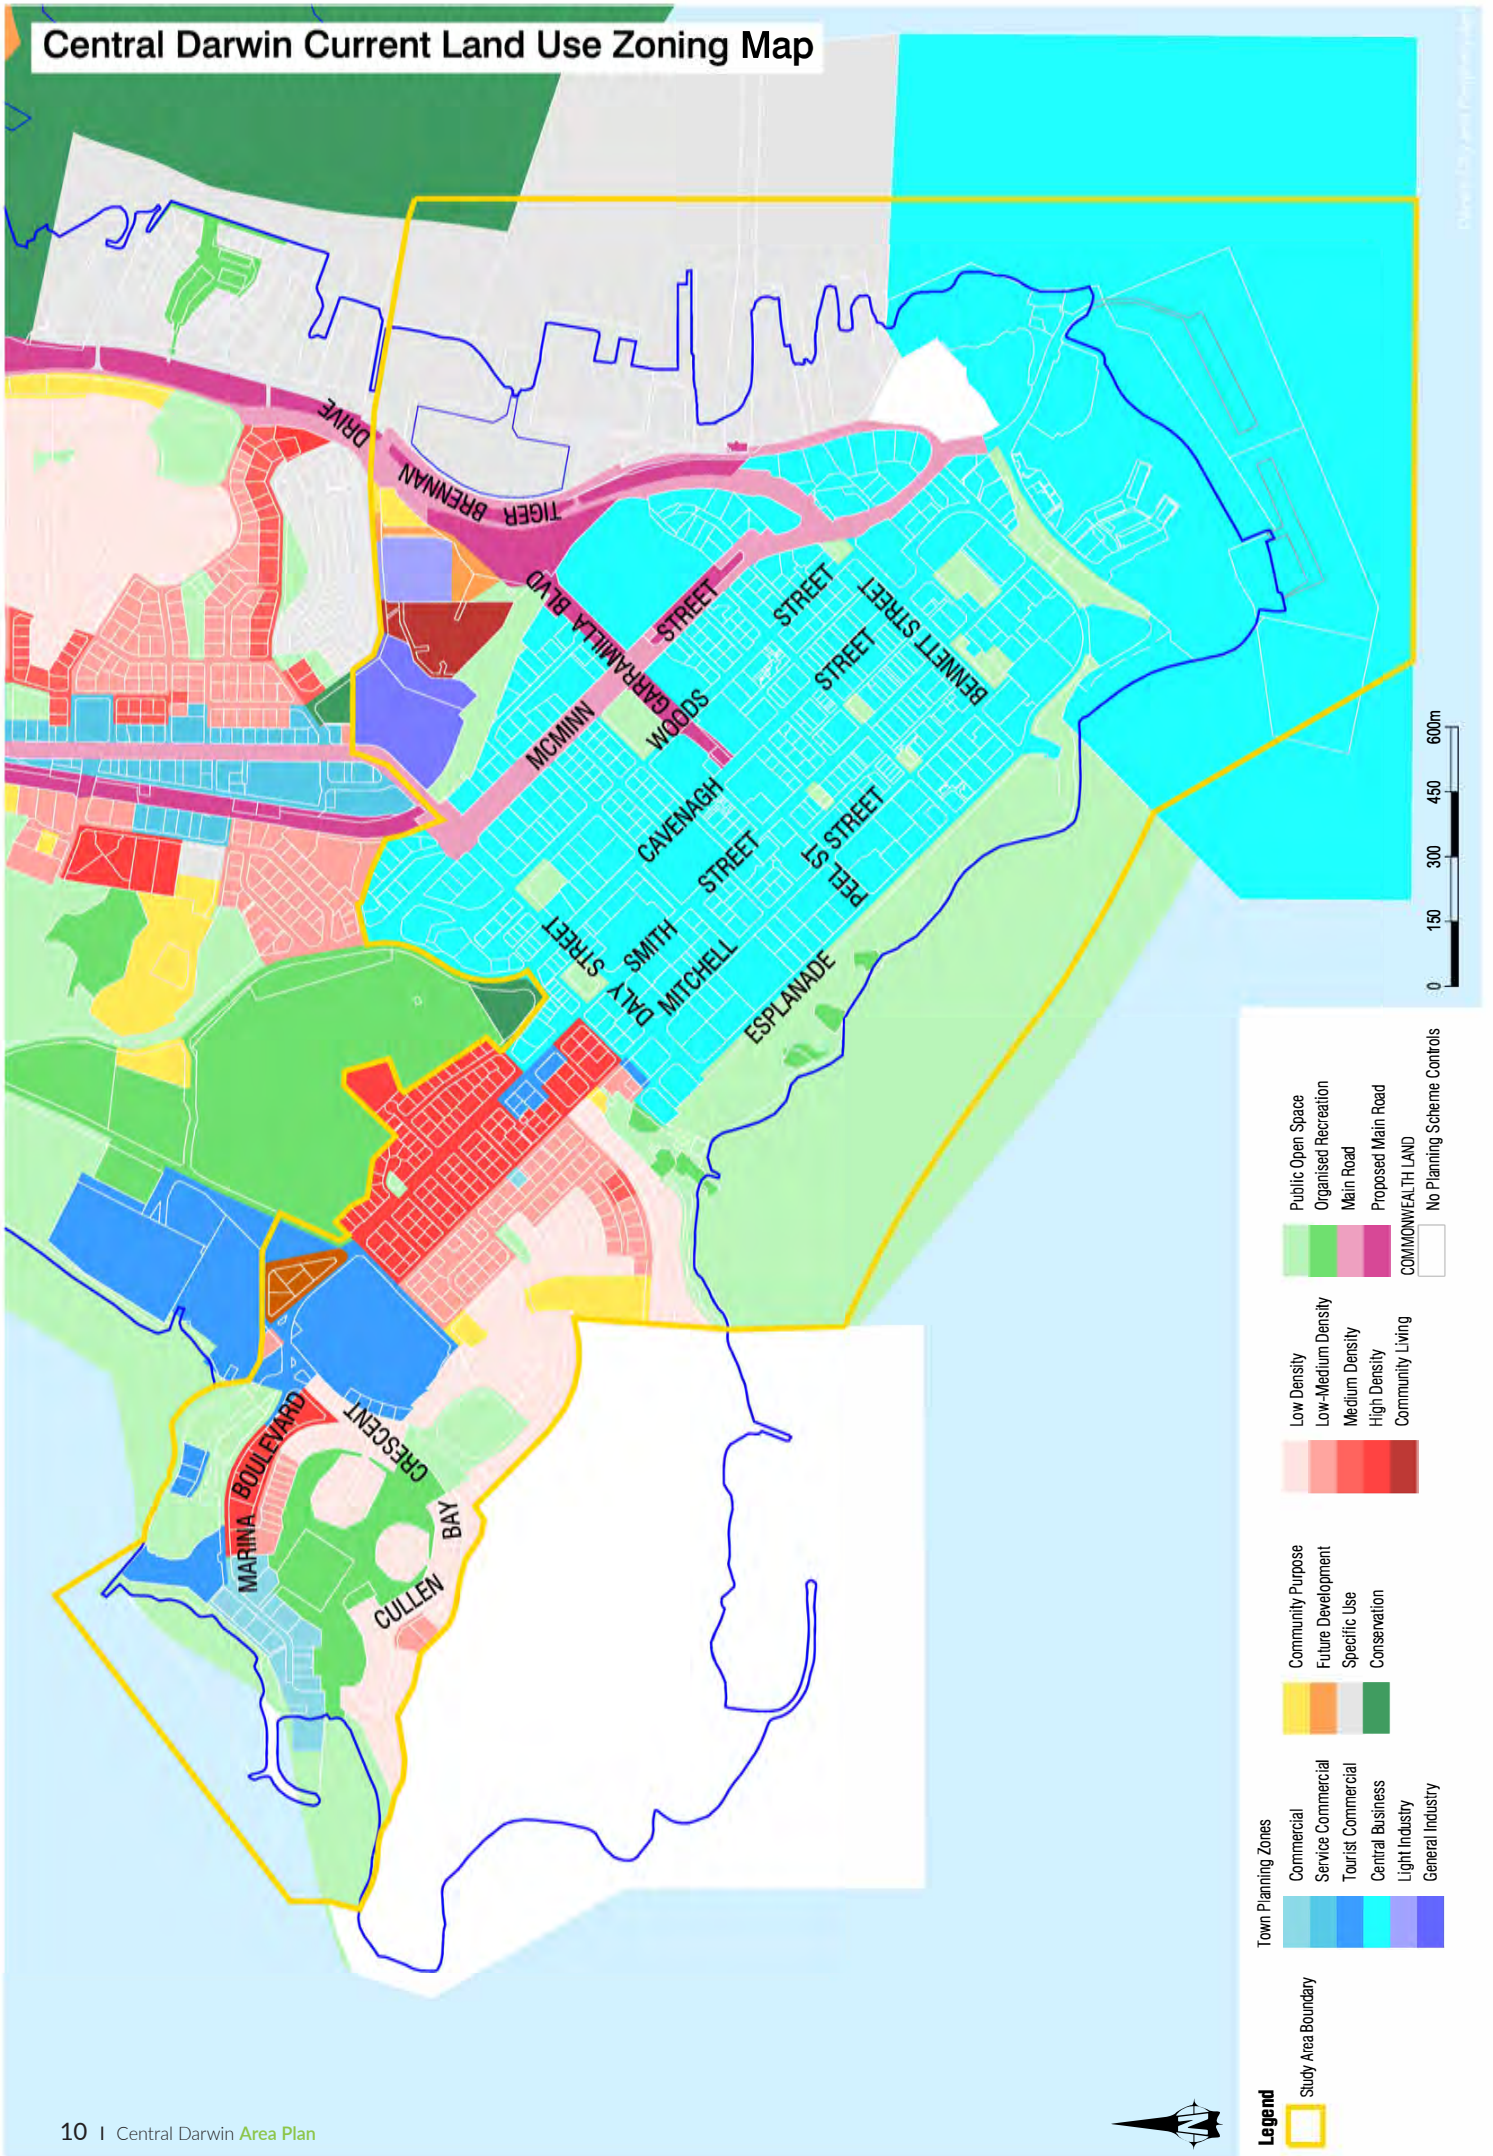 Central Darwin Current Land Use Zoning Map
DRIVE
BRENNAN
TIGER
GARRAMILLA BLVD
MCMINN
STREET
WOODS
STREET
BENNETT STREET
CAVENAGH
STREET
SMITH
STREET
PEEL ST
STREET
MITCHELL
DALY
STREET
ESPLANADE
MARINA
BOULEVARD
CULLEN
BAY
CRESCENT
0 150 300 450 600m
Legend
Study Area Boundary
Town Planning Zones
Commercial
Service Commercial
Tourist Commercial
Central Business
Light Industry
General Industry
Community Purpose
Future Development
Specific Use
Conservation
Low Density
Low-Medium Density
Medium Density
High Density
Community Living
Public Open Space
Organised Recreation
Main Road
Proposed Main Road
COMMONWEALTH LAND
No Planning Scheme Controls
10 | Central Darwin Area Plan